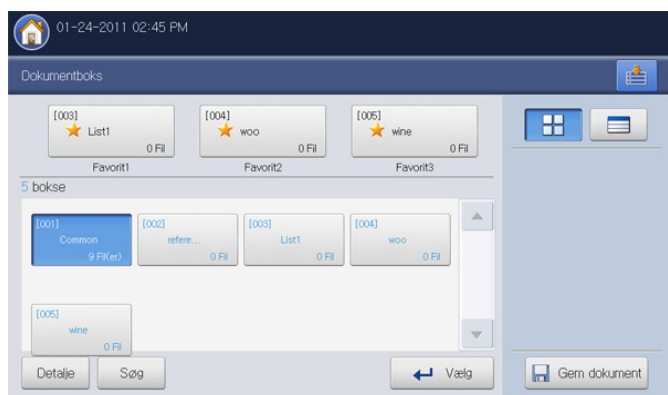 01-24-2011 02:45 PM
Dokumentboks
[003] [004] [005]
List1 woo wine
0 Fil 0 Fil 0 Fil
Favorit1 Favorit2 Favorit3
5 bokse
[001] [002] [003] [004]
Common refere... List1 woo
9 Fil(er) 0 Fil 0 Fil 0 Fil
[005]
wine
0 Fil
Detalje Søg Vælg Gem dokument